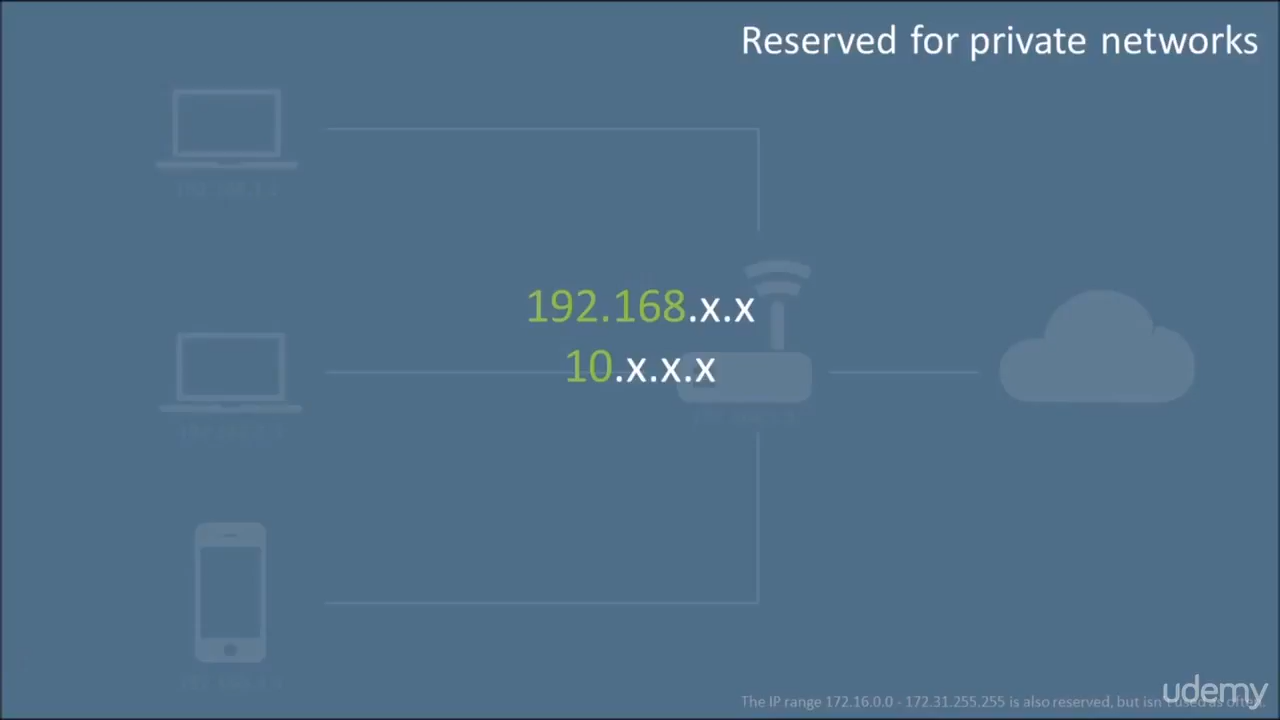 Reserved for private networks
192.168.x.x
10.x.x.x
The IP range 172.16.0.0 - 172.31.255.255 is also reserved, but isn't used as often.
udemy